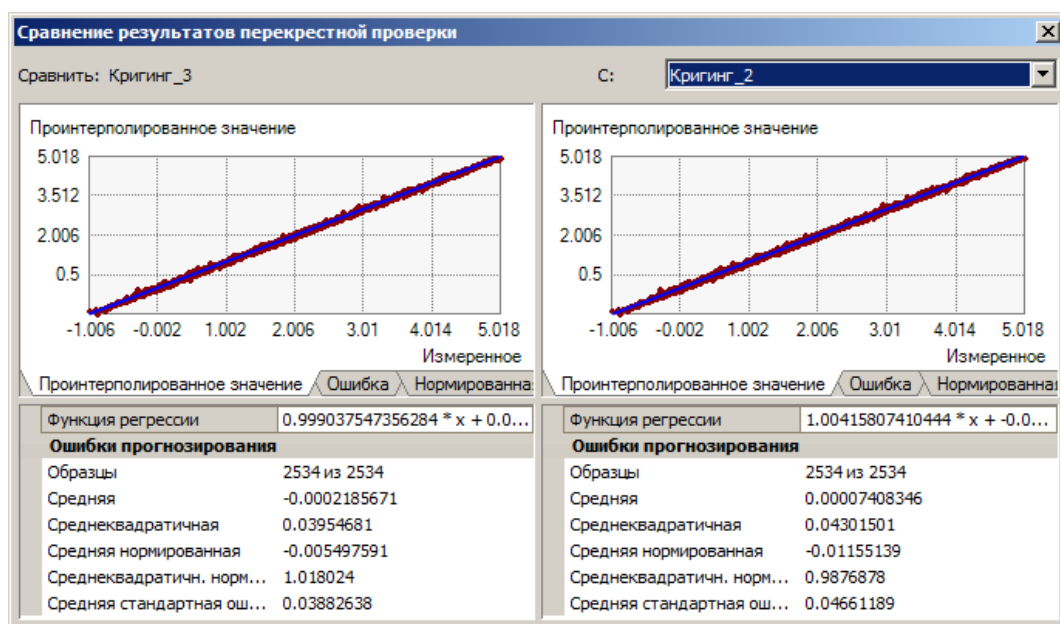 Сравнение результатов перекрестной проверки
Сравнить: Кригинг_3
С: Кригинг_2
Проинтерполированное значение
5.018
3.512
2.006
0.5
-1.006 -0.002 1.002 2.006 3.01 4.014 5.018
Измеренное
Проинтерполированное значение Ошибка Нормированна
Функция регрессии 0.999037547356284 * x + 0.0...
Ошибки прогнозирования
Образцы 2534 из 2534
Средняя -0.0002185671
Среднеквадратичная 0.03954681
Средняя нормированная -0.005497591
Среднеквадратичн. норм... 1.018024
Средняя стандартная ош... 0.03882638
Проинтерполированное значение
5.018
3.512
2.006
0.5
-1.006 -0.002 1.002 2.006 3.01 4.014 5.018
Измеренное
Проинтерполированное значение Ошибка Нормированна
Функция регрессии 1.00415807410444 * x + -0.0...
Ошибки прогнозирования
Образцы 2534 из 2534
Средняя 0.00007408346
Среднеквадратичная 0.04301501
Средняя нормированная -0.01155139
Среднеквадратичн. норм... 0.9876878
Средняя стандартная ош... 0.04661189